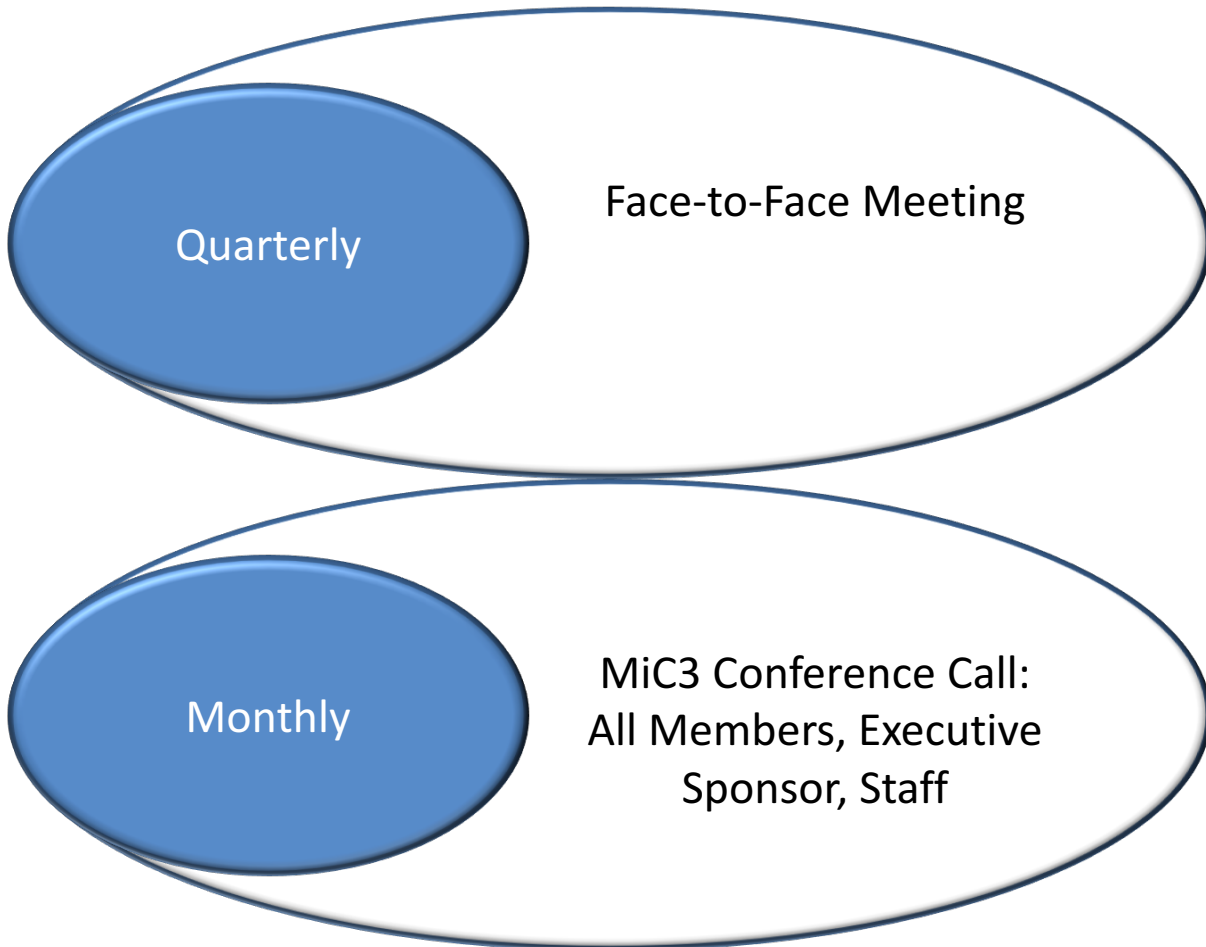 Quarterly
Face-to-Face Meeting
Monthly
MiC3 Conference Call:
All Members, Executive
Sponsor, Staff